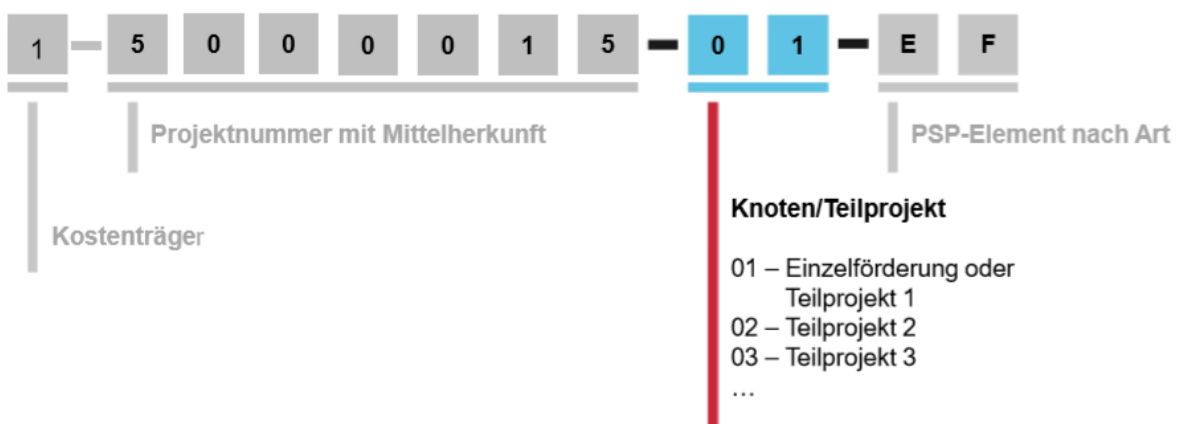 1 – 5 0 0 0 0 1 5 – 0 1 – E F
Projektnummer mit Mittelherkunft
PSP-Element nach Art
Kostenträger
Knoten/Teilprojekt
01 – Einzelförderung oder
Teilprojekt 1
02 – Teilprojekt 2
03 – Teilprojekt 3
…